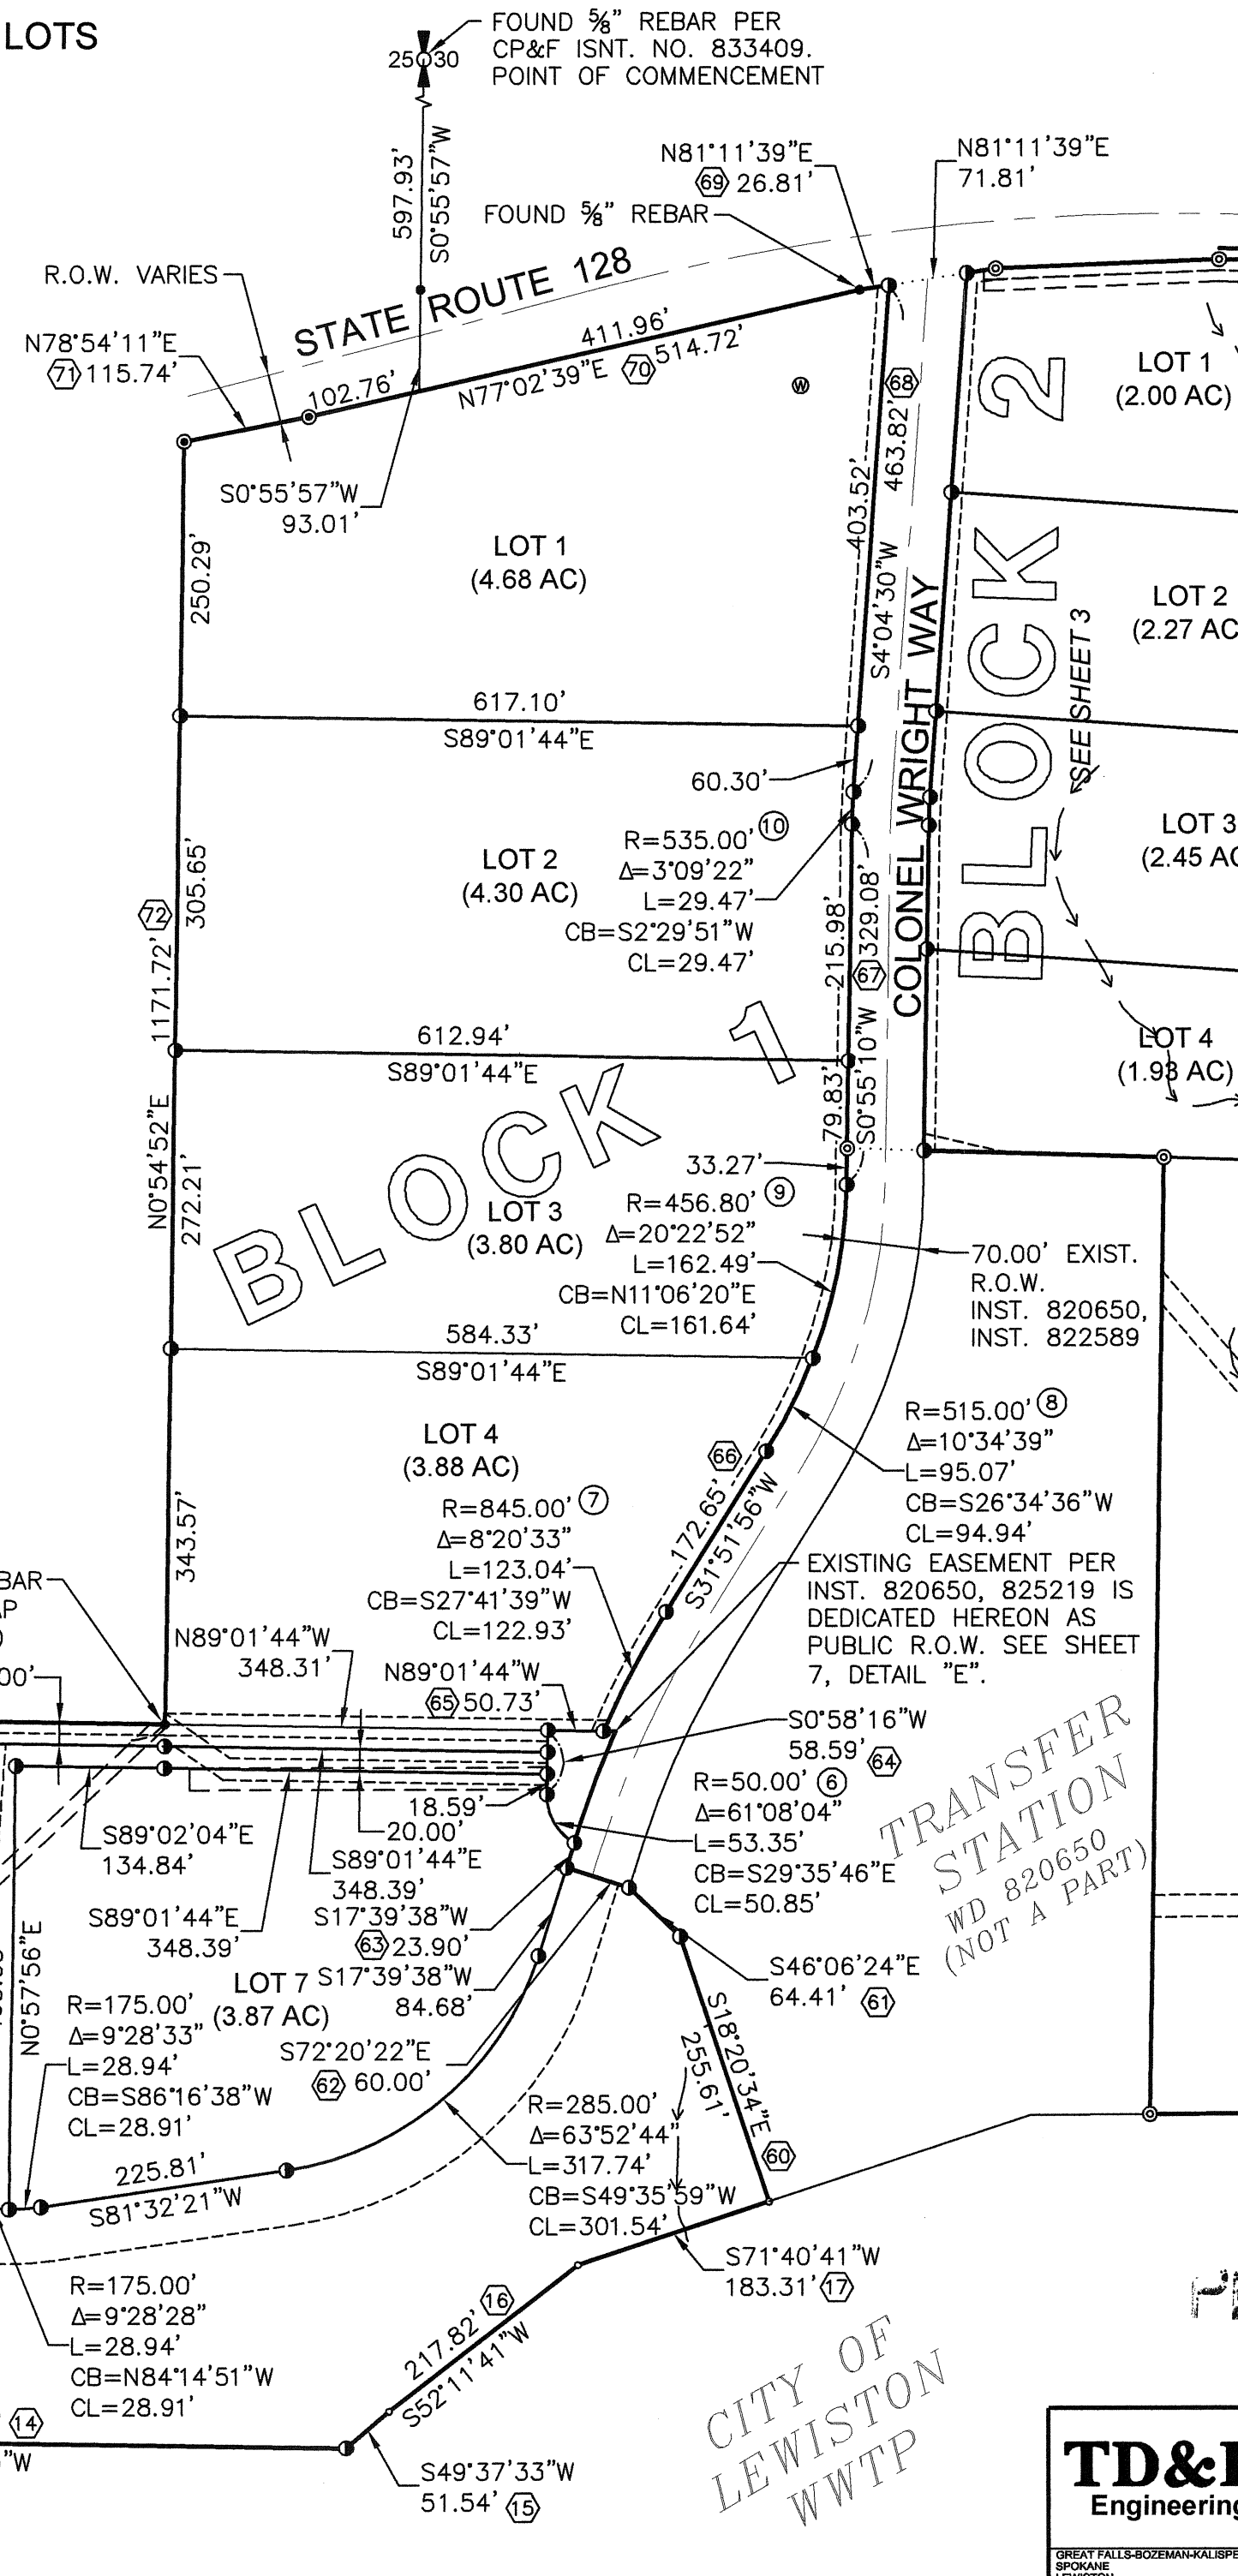 LOTS
FOUND ⅝" REBAR PER
CP&F ISNT. NO. 833409.
POINT OF COMMENCEMENT
25 30
597.93'
S0°55'57"W
N81°11'39"E
69 26.81'
N81°11'39"E
71.81'
FOUND ⅝" REBAR
R.O.W. VARIES
STATE ROUTE 128
N78°54'11"E
71 115.74'
102.76'
411.96'
N77°02'39"E 70 514.72'
W
S0°55'57"W
93.01'
LOT 1
(4.68 AC)
250.29'
403.52'
S4°04'30"W 463.82' 68
LOT 1
(2.00 AC)
BLOCK 2
SEE SHEET 3
LOT 2
(2.27 AC
COLONEL WRIGHT WAY
617.10'
S89°01'44"E
60.30'
R=535.00' 10
Δ=3°09'22"
L=29.47'
CB=S2°29'51"W
CL=29.47'
LOT 2
(4.30 AC)
305.65'
LOT 3
(2.45 AC
215.98'
S0°55'10"W 67 329.08'
N0°54'52"E 1171.72' 72
612.94'
S89°01'44"E
BLOCK 1
LOT 4
(1.93 AC)
79.83'
33.27'
272.21'
LOT 3
(3.80 AC)
R=456.80' 9
Δ=20°22'52"
L=162.49'
CB=N11°06'20"E
CL=161.64'
70.00' EXIST.
R.O.W.
INST. 820650,
INST. 822589
584.33'
S89°01'44"E
LOT 4
(3.88 AC)
R=515.00' 8
Δ=10°34'39"
L=95.07'
CB=S26°34'36"W
CL=94.94'
172.65' 66
S31°51'56"W
R=845.00' 7
Δ=8°20'33"
L=123.04'
CB=S27°41'39"W
CL=122.93'
343.57'
EXISTING EASEMENT PER
INST. 820650, 825219 IS
DEDICATED HEREON AS
PUBLIC R.O.W. SEE SHEET
7, DETAIL "E".
BAR
AP
)
00'
N89°01'44"W
348.31'
N89°01'44"W
65 50.73'
S0°58'16"W
58.59' 64
R=50.00' 6
Δ=61°08'04"
L=53.35'
CB=S29°35'46"E
CL=50.85'
18.59'
20.00'
S89°02'04"E
134.84'
S89°01'44"E
348.39'
S89°01'44"E
348.39'
S17°39'38"W
63 23.90'
S17°39'38"W
84.68'
TRANSFER
STATION
WD 820650
(NOT A PART)
N0°57'56"E
LOT 7
(3.87 AC)
S46°06'24"E
64.41' 61
S72°20'22"E
62 60.00'
R=175.00'
Δ=9°28'33"
L=28.94'
CB=S86°16'38"W
CL=28.91'
S18°20'34"E 60
255.61'
R=285.00'
Δ=63°52'44"
L=317.74'
CB=S49°35'59"W
CL=301.54'
225.81'
S81°32'21"W
S71°40'41"W
183.31' 17
R=175.00'
Δ=9°28'28"
L=28.94'
CB=N84°14'51"W
CL=28.91'
217.82' 16
S52°11'41"W
14
"W
S49°37'33"W
51.54' 15
CITY OF
LEWISTON
WWTP
TD&
Engineering
GREAT FALLS-BOZEMAN-KALISPE
SPOKANE